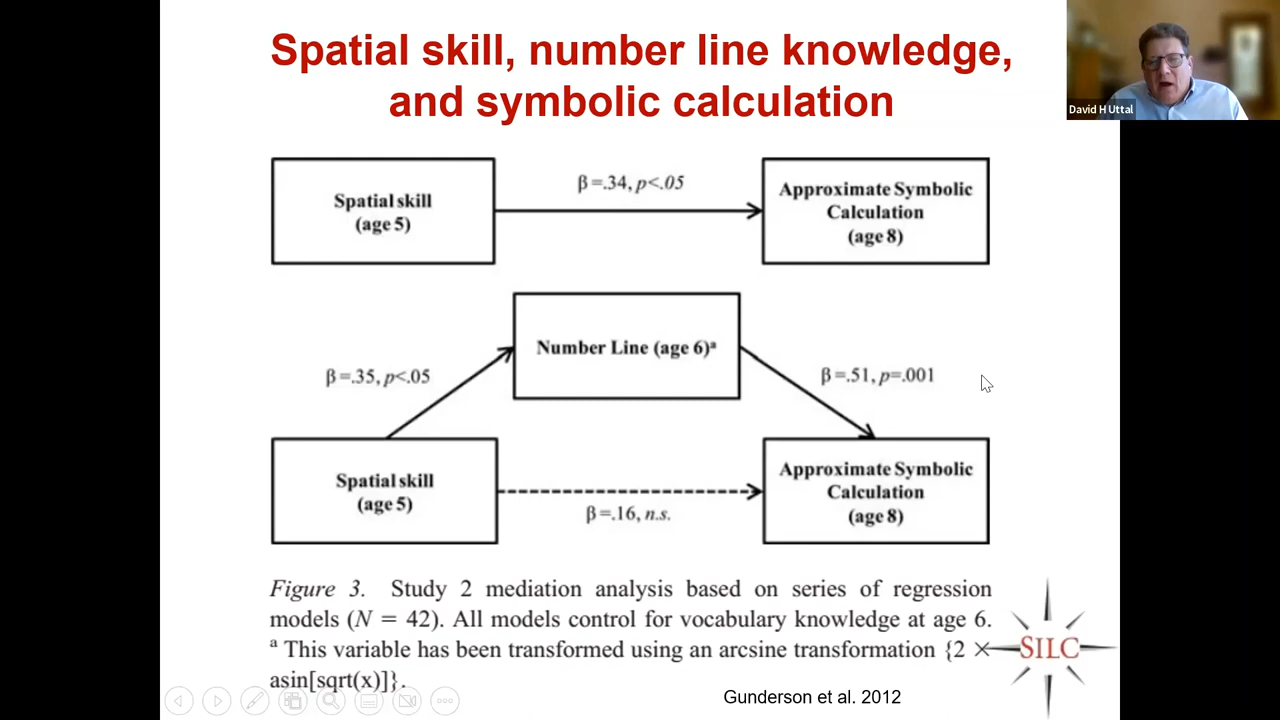 Spatial skill, number line knowledge,
and symbolic calculation
David H Uttal
Spatial skill
(age 5)
β=.34, p<.05
Approximate Symbolic
Calculation
(age 8)
Number Line (age 6)ª
β=.35, p<.05
β=.51, p=.001
Spatial skill
(age 5)
β=.16, n.s.
Approximate Symbolic
Calculation
(age 8)
Figure 3. Study 2 mediation analysis based on series of regression
models (N = 42). All models control for vocabulary knowledge at age 6.
ª This variable has been transformed using an arcsine transformation {2 ×
asin[sqrt(x)]}.
SILC
Gunderson et al. 2012